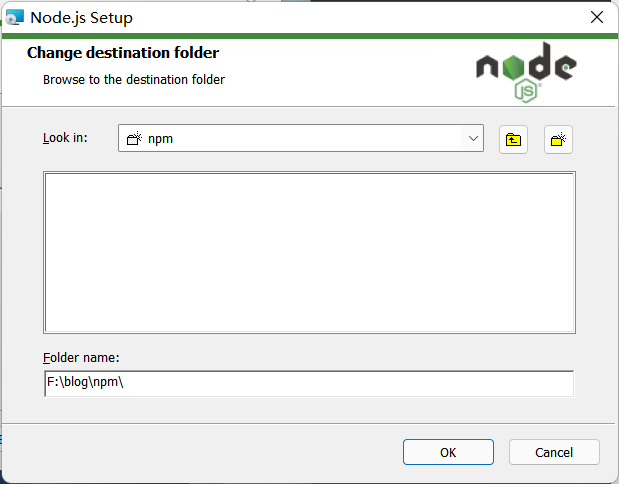 Node.js Setup
Change destination folder
Browse to the destination folder
node
JS
Look in:
npm
Folder name:
F:\blog\npm\
OK
Cancel